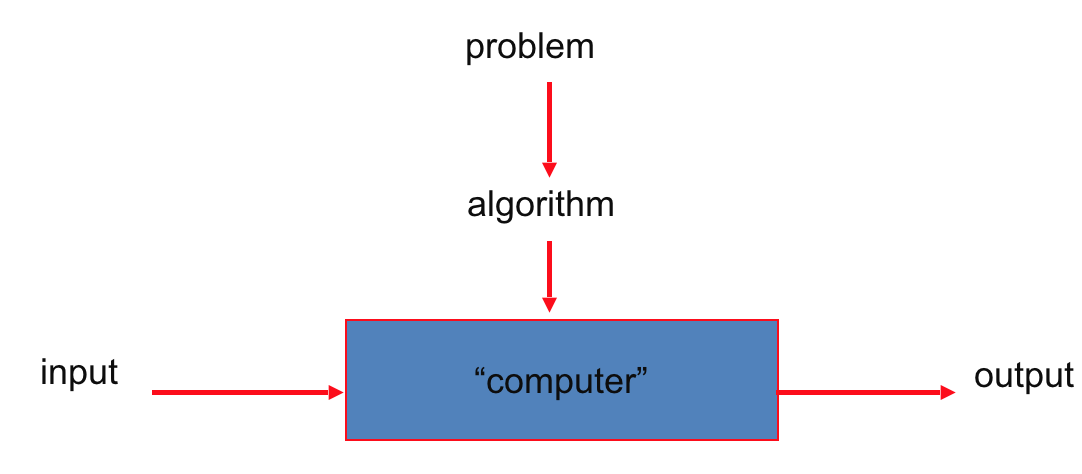 problem
algorithm
input
“computer”
output